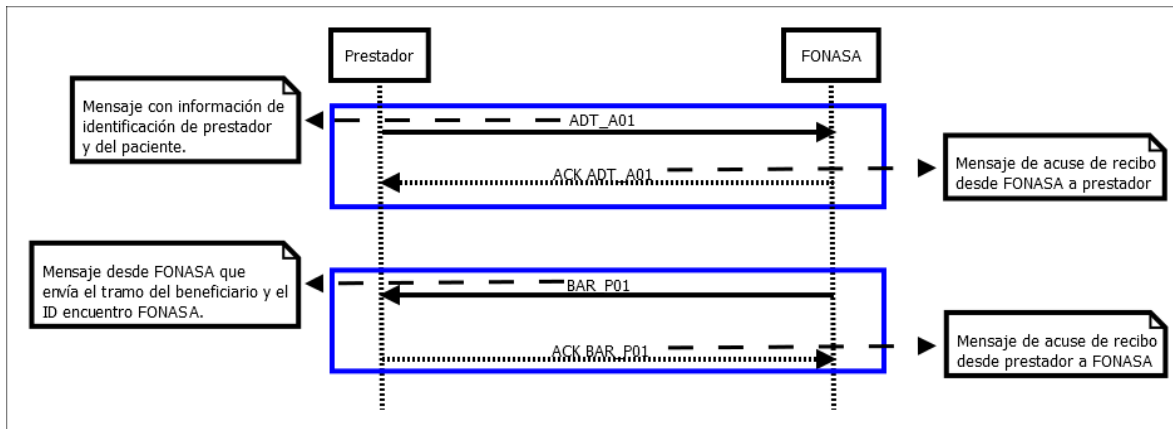 Prestador
FONASA
Mensaje con información de
identificación de prestador
y del paciente.
ADT_A01
ACK ADT_A01
Mensaje de acuse de recibo
desde FONASA a prestador
Mensaje desde FONASA que
envía el tramo del beneficiario y el
ID encuentro FONASA.
BAR_P01
ACK BAR_P01
Mensaje de acuse de recibo
desde prestador a FONASA